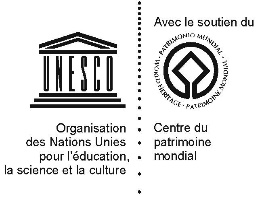 UNESCO
Organisation
des Nations Unies
pour l'éducation,
la science et la culture
Avec le soutien du
WORLD HERITAGE • PATRIMOINE MONDIAL • PATRIMONIO MUNDIAL •
Centre du
patrimoine
mondial